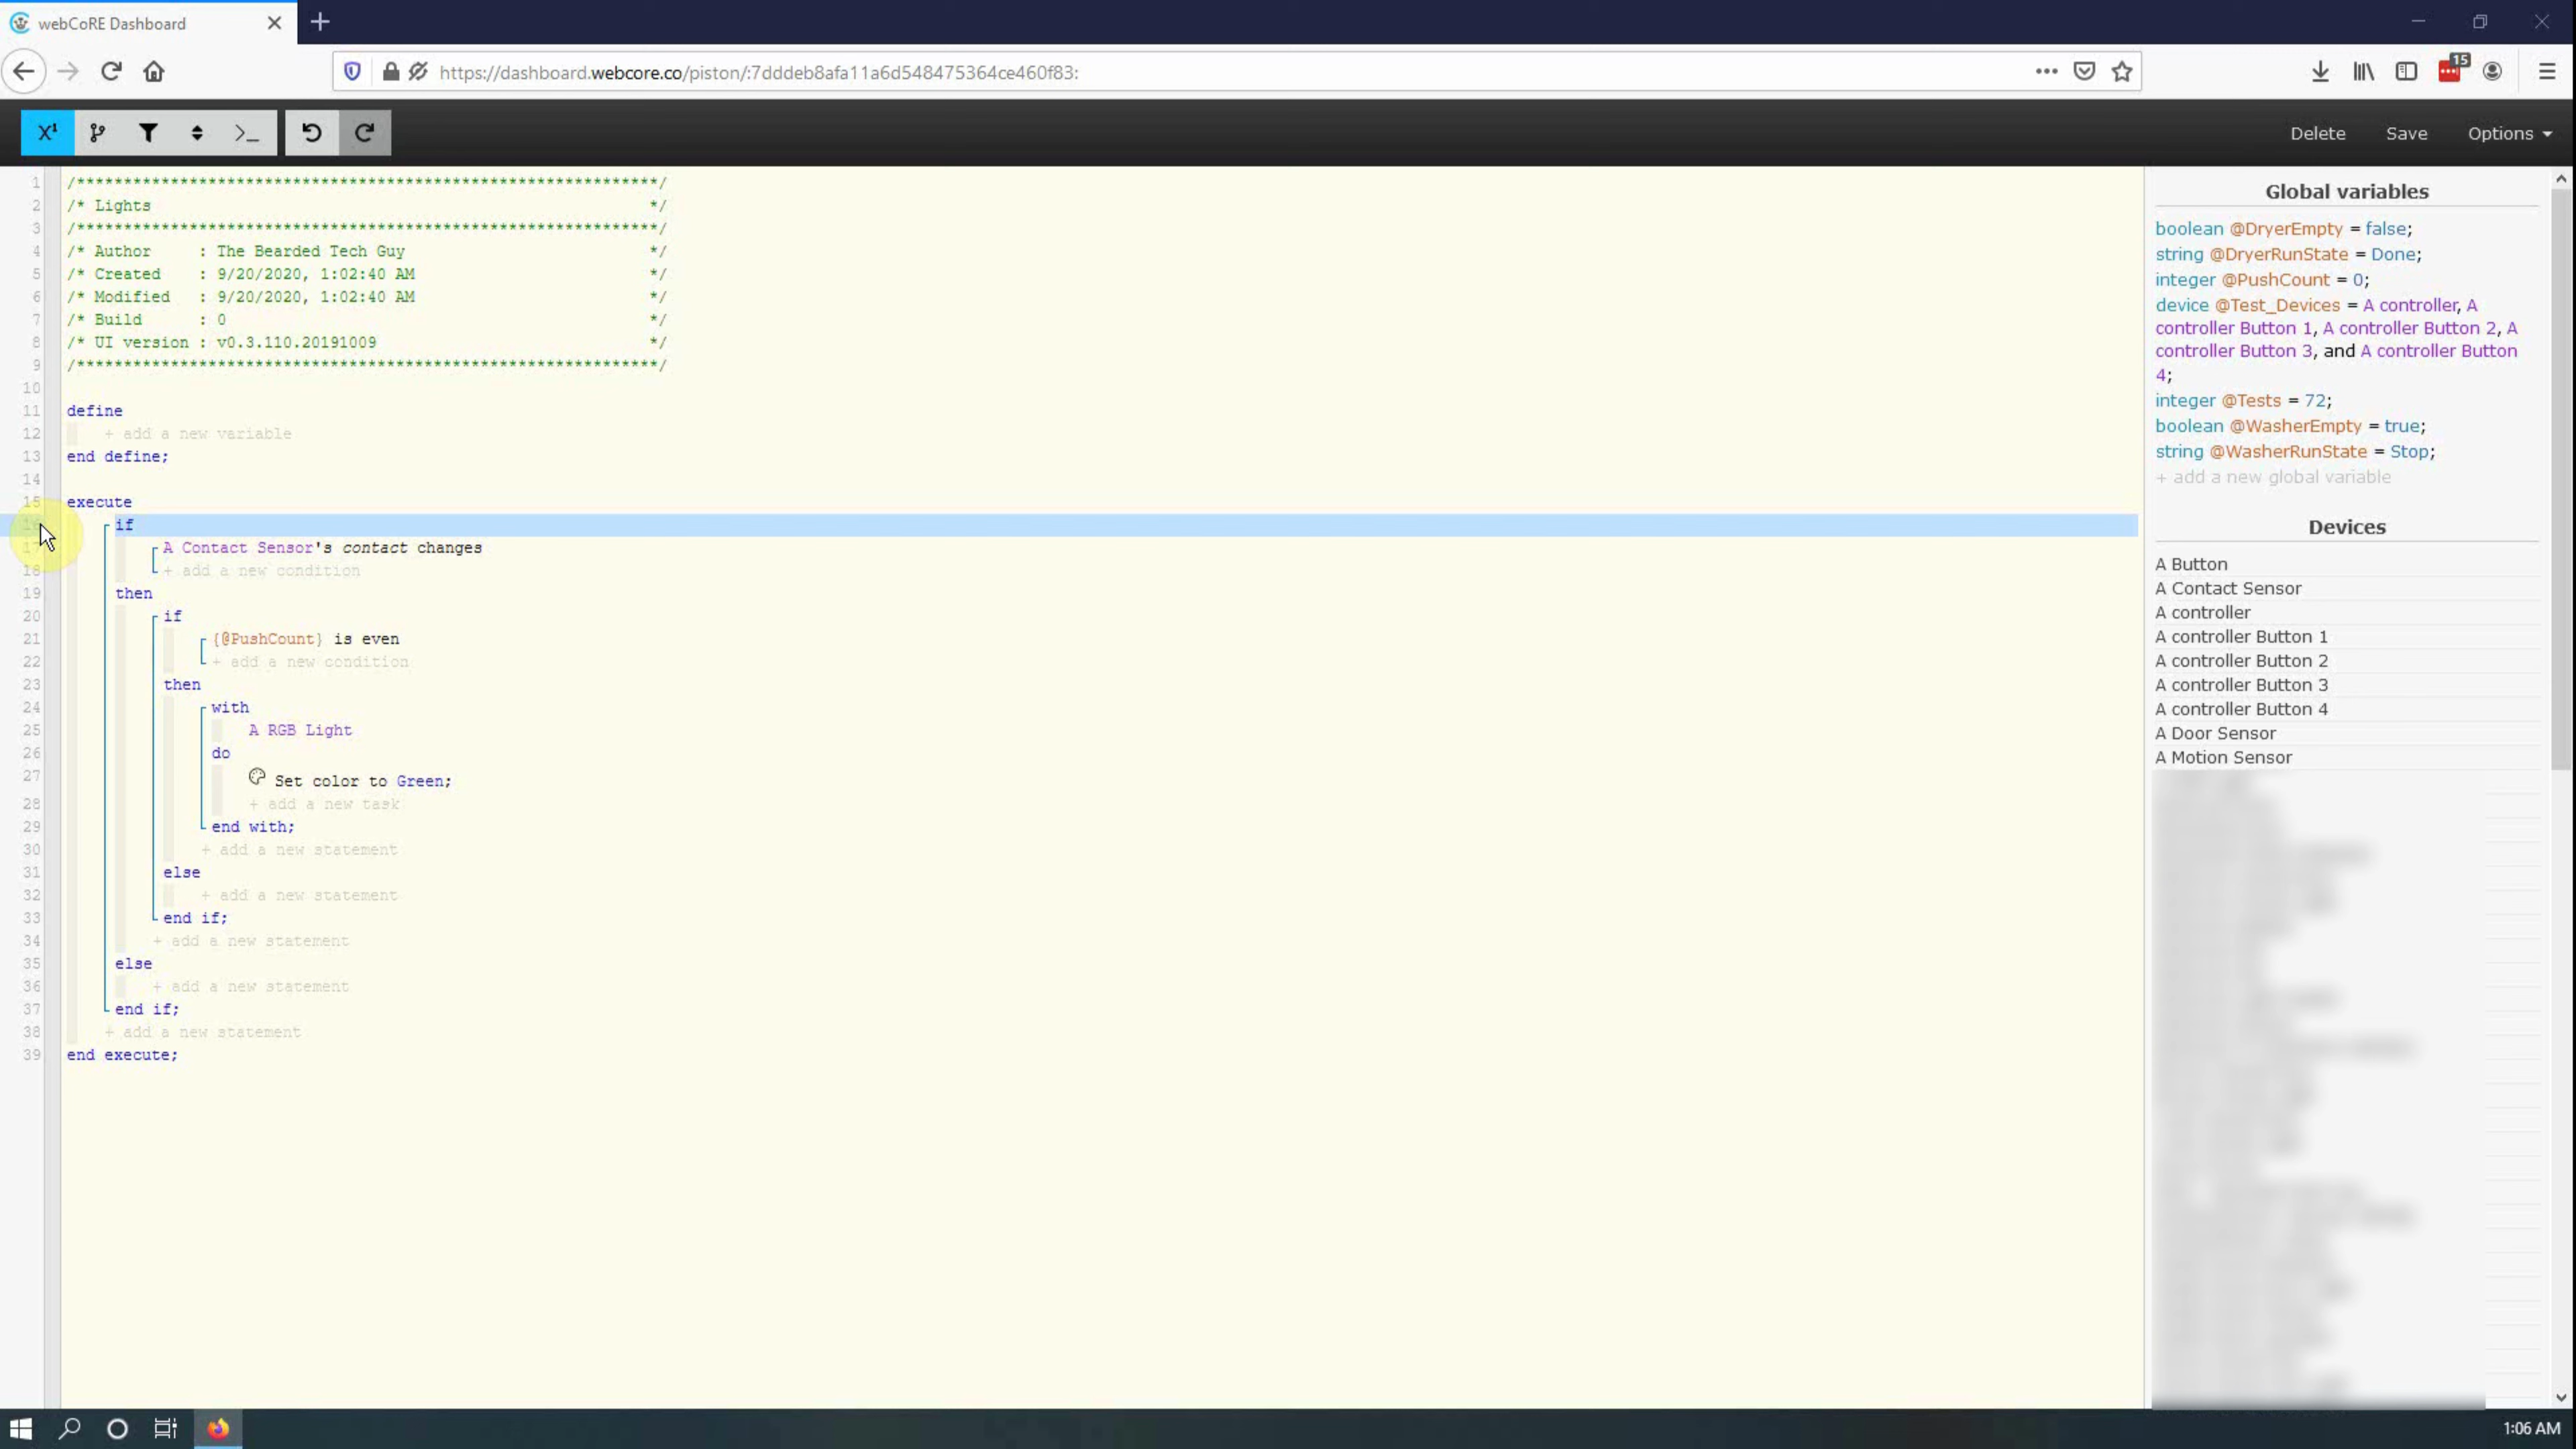 webCoRE Dashboard
https://dashboard.webcore.co/piston/:7dddeb8afa11a6d548475364ce460f83:
15
X¹
Delete Save Options
1 /**************************************************************/
2 /* Lights */
3 /**************************************************************/
4 /* Author : The Bearded Tech Guy */
5 /* Created : 9/20/2020, 1:02:40 AM */
6 /* Modified : 9/20/2020, 1:02:40 AM */
7 /* Build : 0 */
8 /* UI version : v0.3.110.20191009 */
9 /**************************************************************/
10
11 define
12 + add a new variable
13 end define;
14
15 execute
16 if
17 A Contact Sensor's contact changes
18 + add a new condition
19 then
20 if
21 {@PushCount} is even
22 + add a new condition
23 then
24 with
25 A RGB Light
26 do
27 Set color to Green;
28 + add a new task
29 end with;
30 + add a new statement
31 else
32 + add a new statement
33 end if;
34 + add a new statement
35 else
36 + add a new statement
37 end if;
38 + add a new statement
39 end execute;
Global variables
boolean @DryerEmpty = false;
string @DryerRunState = Done;
integer @PushCount = 0;
device @Test_Devices = A controller, A
controller Button 1, A controller Button 2, A
controller Button 3, and A controller Button
4;
integer @Tests = 72;
boolean @WasherEmpty = true;
string @WasherRunState = Stop;
+ add a new global variable
Devices
A Button
A Contact Sensor
A controller
A controller Button 1
A controller Button 2
A controller Button 3
A controller Button 4
A Door Sensor
A Motion Sensor
1:06 AM